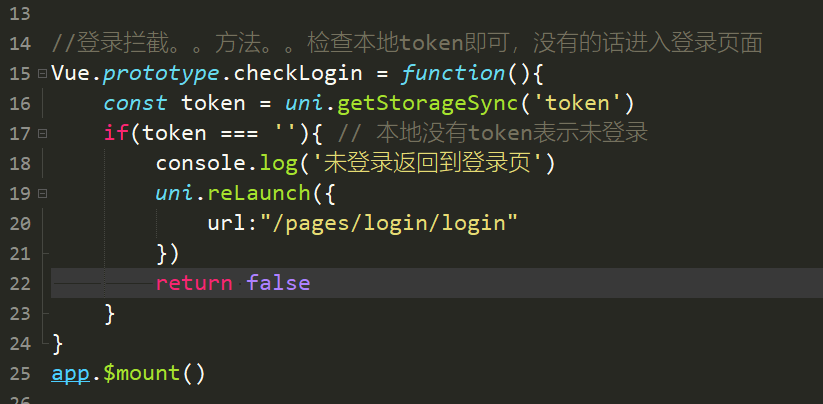 13
14 //登录拦截。。方法。。检查本地token即可，没有的话进入登录页面
15 Vue.prototype.checkLogin = function(){
16 const token = uni.getStorageSync('token')
17 if(token === ''){ // 本地没有token表示未登录
18 console.log('未登录返回到登录页')
19 uni.reLaunch({
20 url:"/pages/login/login"
21 })
22 return false
23 }
24 }
25 app.$mount()
26